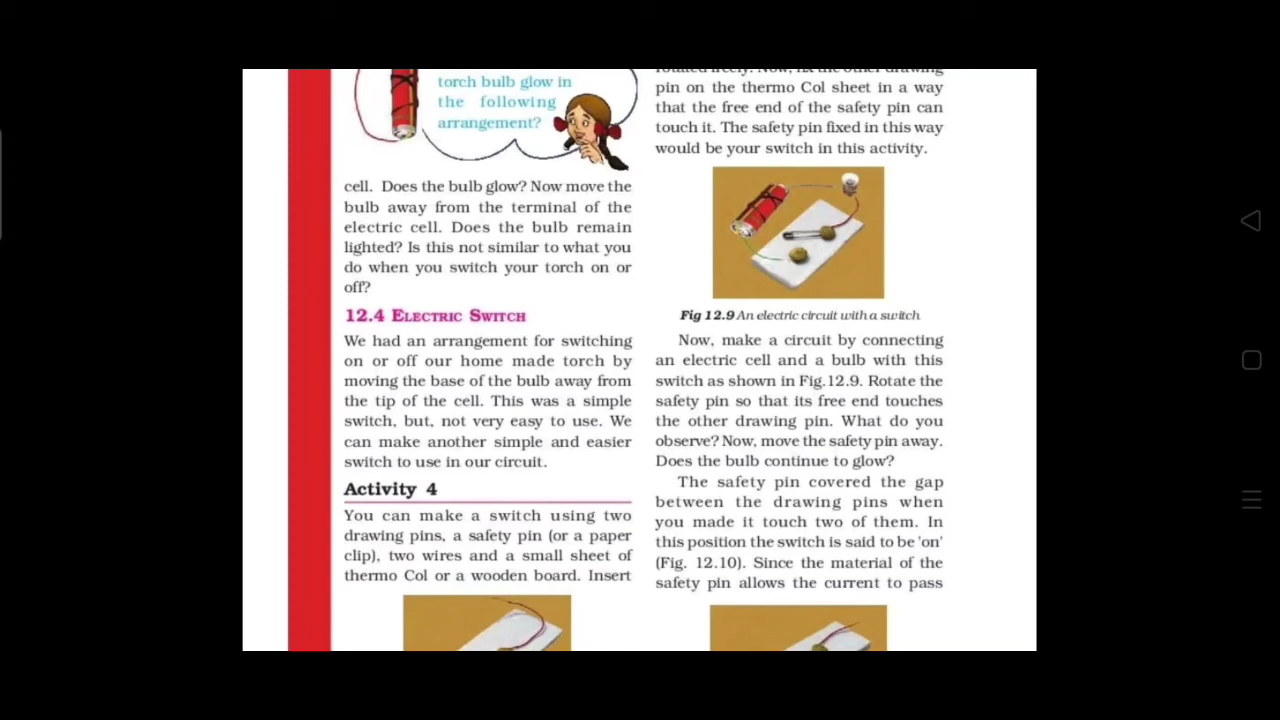 torch bulb glow in
the following
arrangement?
cell. Does the bulb glow? Now move the
bulb away from the terminal of the
electric cell. Does the bulb remain
lighted? Is this not similar to what you
do when you switch your torch on or
off?
12.4 ELECTRIC SWITCH
We had an arrangement for switching
on or off our home made torch by
moving the base of the bulb away from
the tip of the cell. This was a simple
switch, but, not very easy to use. We
can make another simple and easier
switch to use in our circuit.
Activity 4
You can make a switch using two
drawing pins, a safety pin (or a paper
clip), two wires and a small sheet of
thermo Col or a wooden board. Insert
rotated freely. Now, fix the other drawing
pin on the thermo Col sheet in a way
that the free end of the safety pin can
touch it. The safety pin fixed in this way
would be your switch in this activity.
Fig 12.9 An electric circuit with a switch
Now, make a circuit by connecting
an electric cell and a bulb with this
switch as shown in Fig.12.9. Rotate the
safety pin so that its free end touches
the other drawing pin. What do you
observe? Now, move the safety pin away.
Does the bulb continue to glow?
The safety pin covered the gap
between the drawing pins when
you made it touch two of them. In
this position the switch is said to be 'on'
(Fig. 12.10). Since the material of the
safety pin allows the current to pass